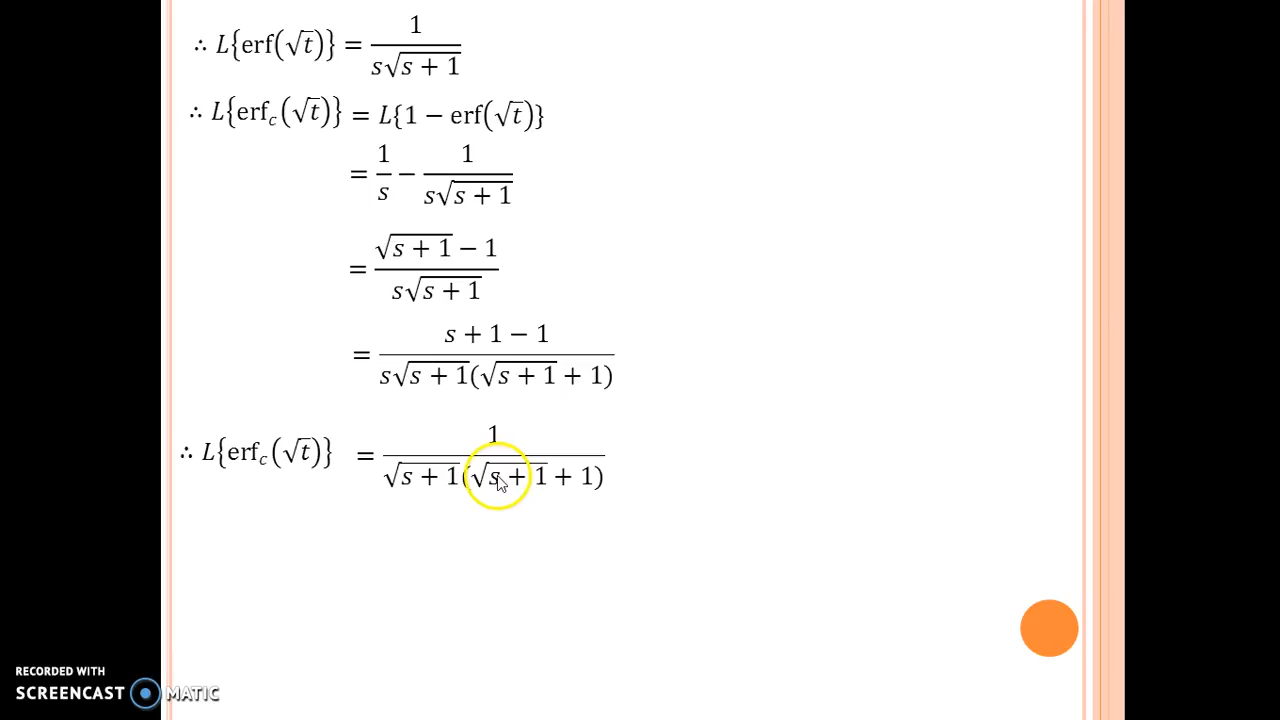 ∴ L{erf(√t)} = 1/(s√(s + 1))
∴ L{erf_c(√t)} = L{1 − erf(√t)}
= 1/s − 1/(s√(s + 1))
= (√(s + 1) − 1)/(s√(s + 1))
= (s + 1 − 1)/(s√(s + 1)(√(s + 1) + 1))
∴ L{erf_c(√t)} = 1/(√(s + 1)(√(s + 1) + 1))
RECORDED WITH
SCREENCAST MATIC